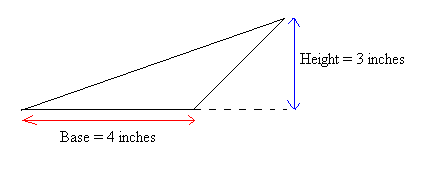 Height = 3 inches
Base = 4 inches